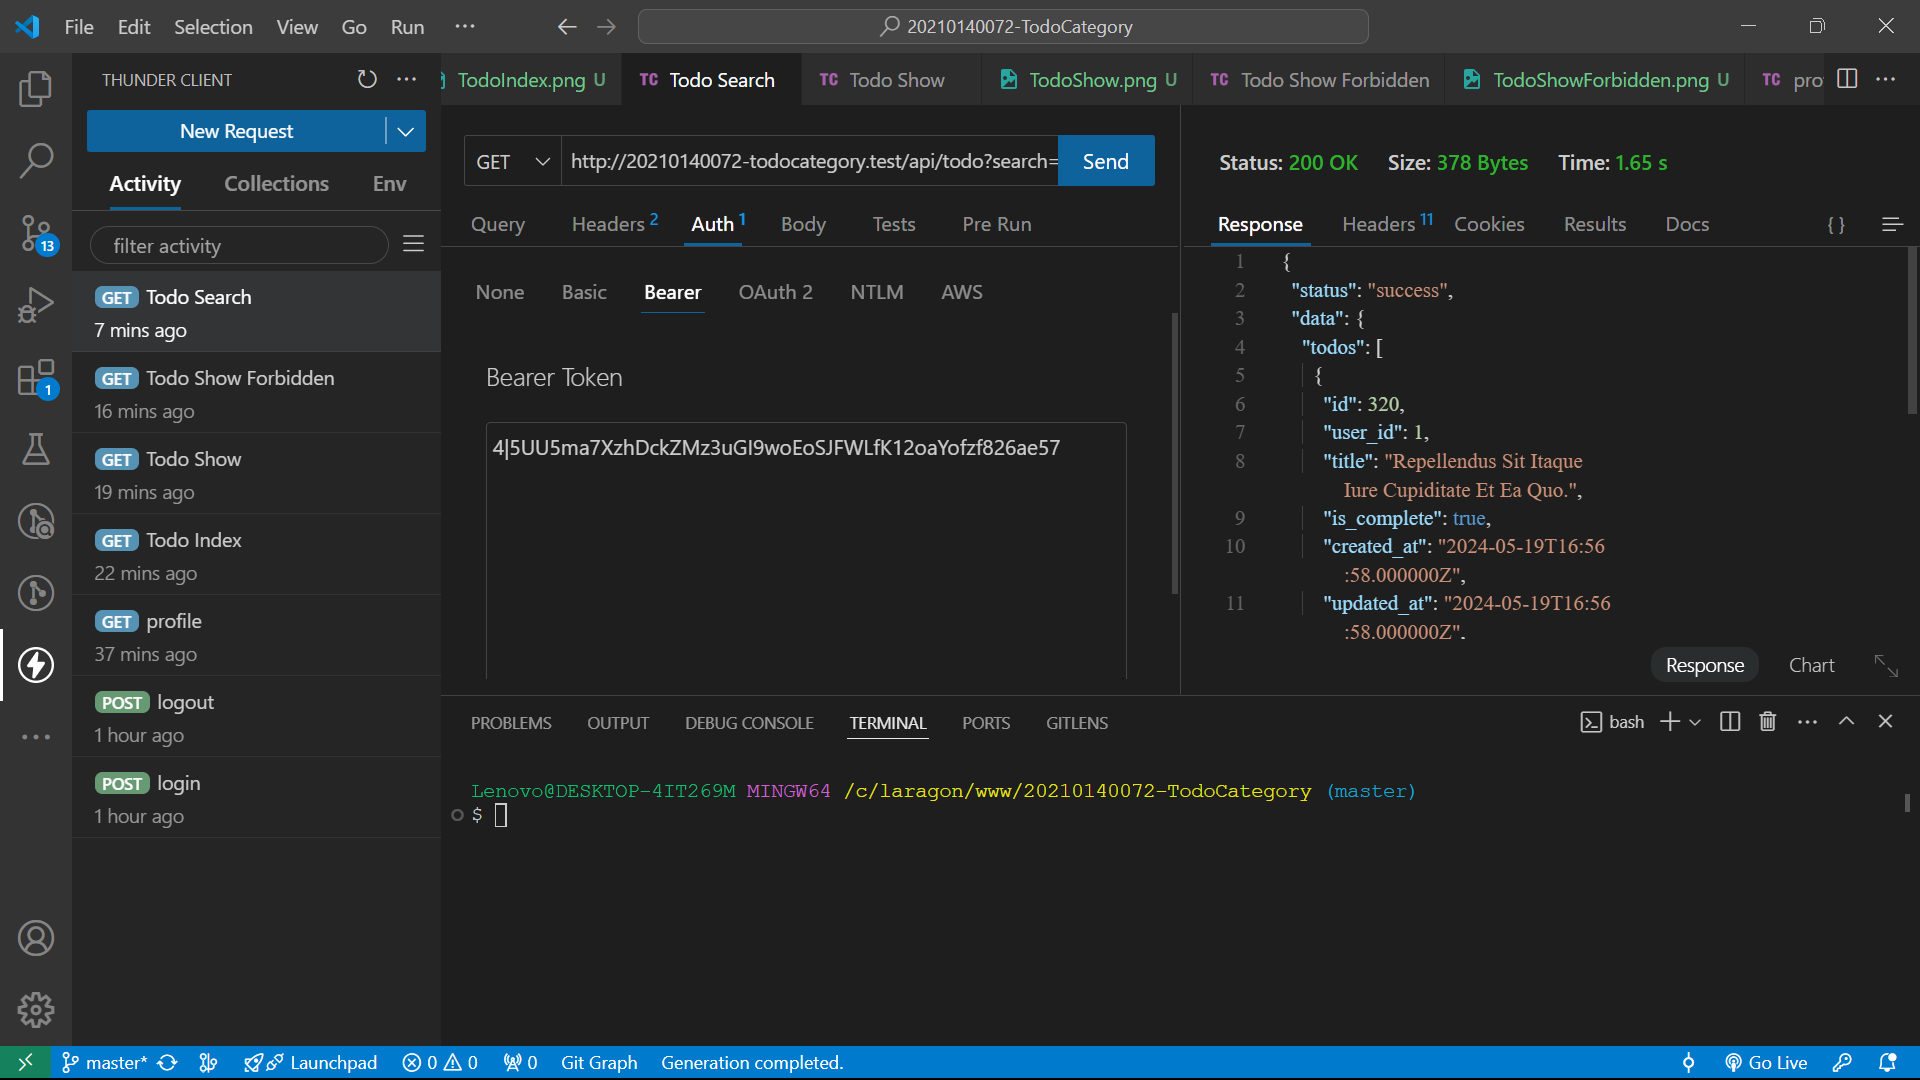 File Edit Selection View Go Run ··· 20210140072-TodoCategory
THUNDER CLIENT ···
New Request
Activity Collections Env
filter activity
GET Todo Search
7 mins ago
GET Todo Show Forbidden
16 mins ago
GET Todo Show
19 mins ago
GET Todo Index
22 mins ago
GET profile
37 mins ago
POST logout
1 hour ago
POST login
1 hour ago
13
1
TodoIndex.png U TC Todo Search TC Todo Show TodoShow.png U TC Todo Show Forbidden TodoShowForbidden.png U TC pro ···
GET http://20210140072-todocategory.test/api/todo?search= Send
Query Headers 2 Auth 1 Body Tests Pre Run
None Basic Bearer OAuth 2 NTLM AWS
Bearer Token
4|5UU5ma7XzhDckZMz3uGI9woEoSJFWLfK12oaYofzf826ae57
Status: 200 OK Size: 378 Bytes Time: 1.65 s
Response Headers 11 Cookies Results Docs { }
1 {
2 "status": "success",
3 "data": {
4 "todos": [
5 {
6 "id": 320,
7 "user_id": 1,
8 "title": "Repellendus Sit Itaque
Iure Cupiditate Et Ea Quo.",
9 "is_complete": true,
10 "created_at": "2024-05-19T16:56
:58.000000Z",
11 "updated_at": "2024-05-19T16:56
:58.000000Z",
Response Chart
PROBLEMS OUTPUT DEBUG CONSOLE TERMINAL PORTS GITLENS bash ···
Lenovo@DESKTOP-4IT269M MINGW64 /c/laragon/www/20210140072-TodoCategory (master)
$
master* Launchpad 0 0 0 Git Graph Generation completed. Go Live